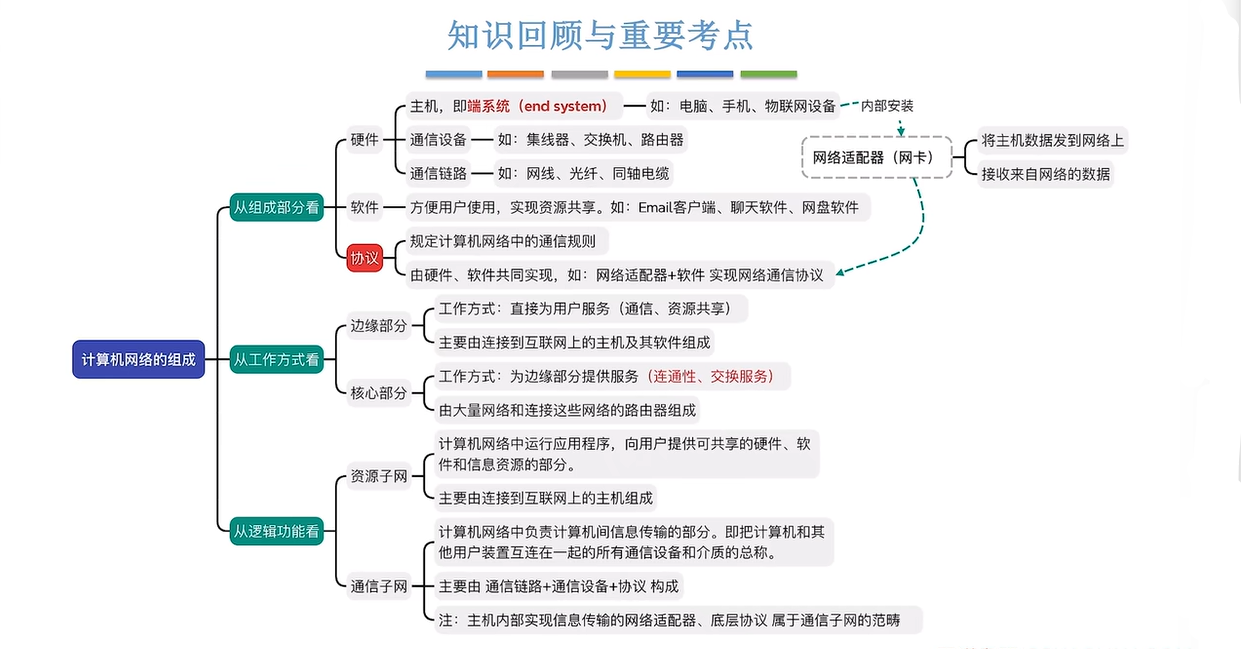 知识回顾与重要考点
计算机网络的组成
从组成部分看
硬件
主机，即端系统（end system）
如：电脑、手机、物联网设备
内部安装
网络适配器（网卡）
将主机数据发到网络上
接收来自网络的数据
通信设备
如：集线器、交换机、路由器
通信链路
如：网线、光纤、同轴电缆
软件
方便用户使用，实现资源共享。如：Email客户端、聊天软件、网盘软件
协议
规定计算机网络中的通信规则
由硬件、软件共同实现，如：网络适配器+软件 实现网络通信协议
从工作方式看
边缘部分
工作方式：直接为用户服务（通信、资源共享）
主要由连接到互联网上的主机及其软件组成
核心部分
工作方式：为边缘部分提供服务（连通性、交换服务）
由大量网络和连接这些网络的路由器组成
从逻辑功能看
资源子网
计算机网络中运行应用程序，向用户提供可共享的硬件、软
件和信息资源的部分。
主要由连接到互联网上的主机组成
通信子网
计算机网络中负责计算机间信息传输的部分。即把计算机和其
他用户装置互连在一起的所有通信设备和介质的总称。
主要由 通信链路+通信设备+协议 构成
注：主机内部实现信息传输的网络适配器、底层协议 属于通信子网的范畴